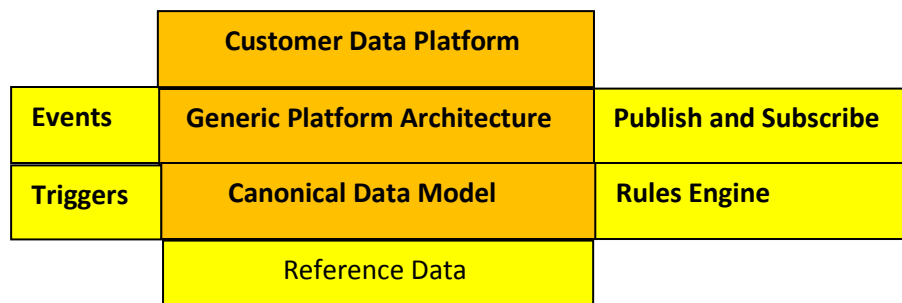 Customer Data Platform
Events
Generic Platform Architecture
Publish and Subscribe
Triggers
Canonical Data Model
Rules Engine
Reference Data